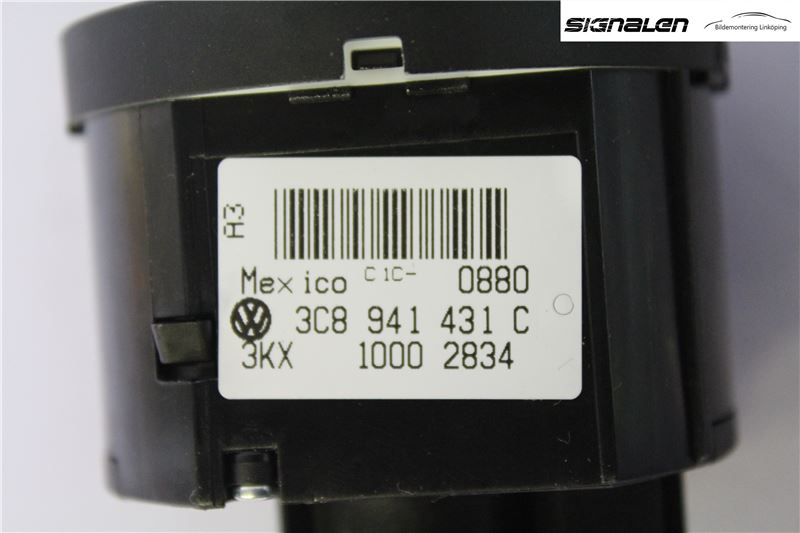 SIGNALEN
Bildemontering Linköping
A3
Mexico C1C- 0880
3C8 941 431 C
3KX 1000 2834